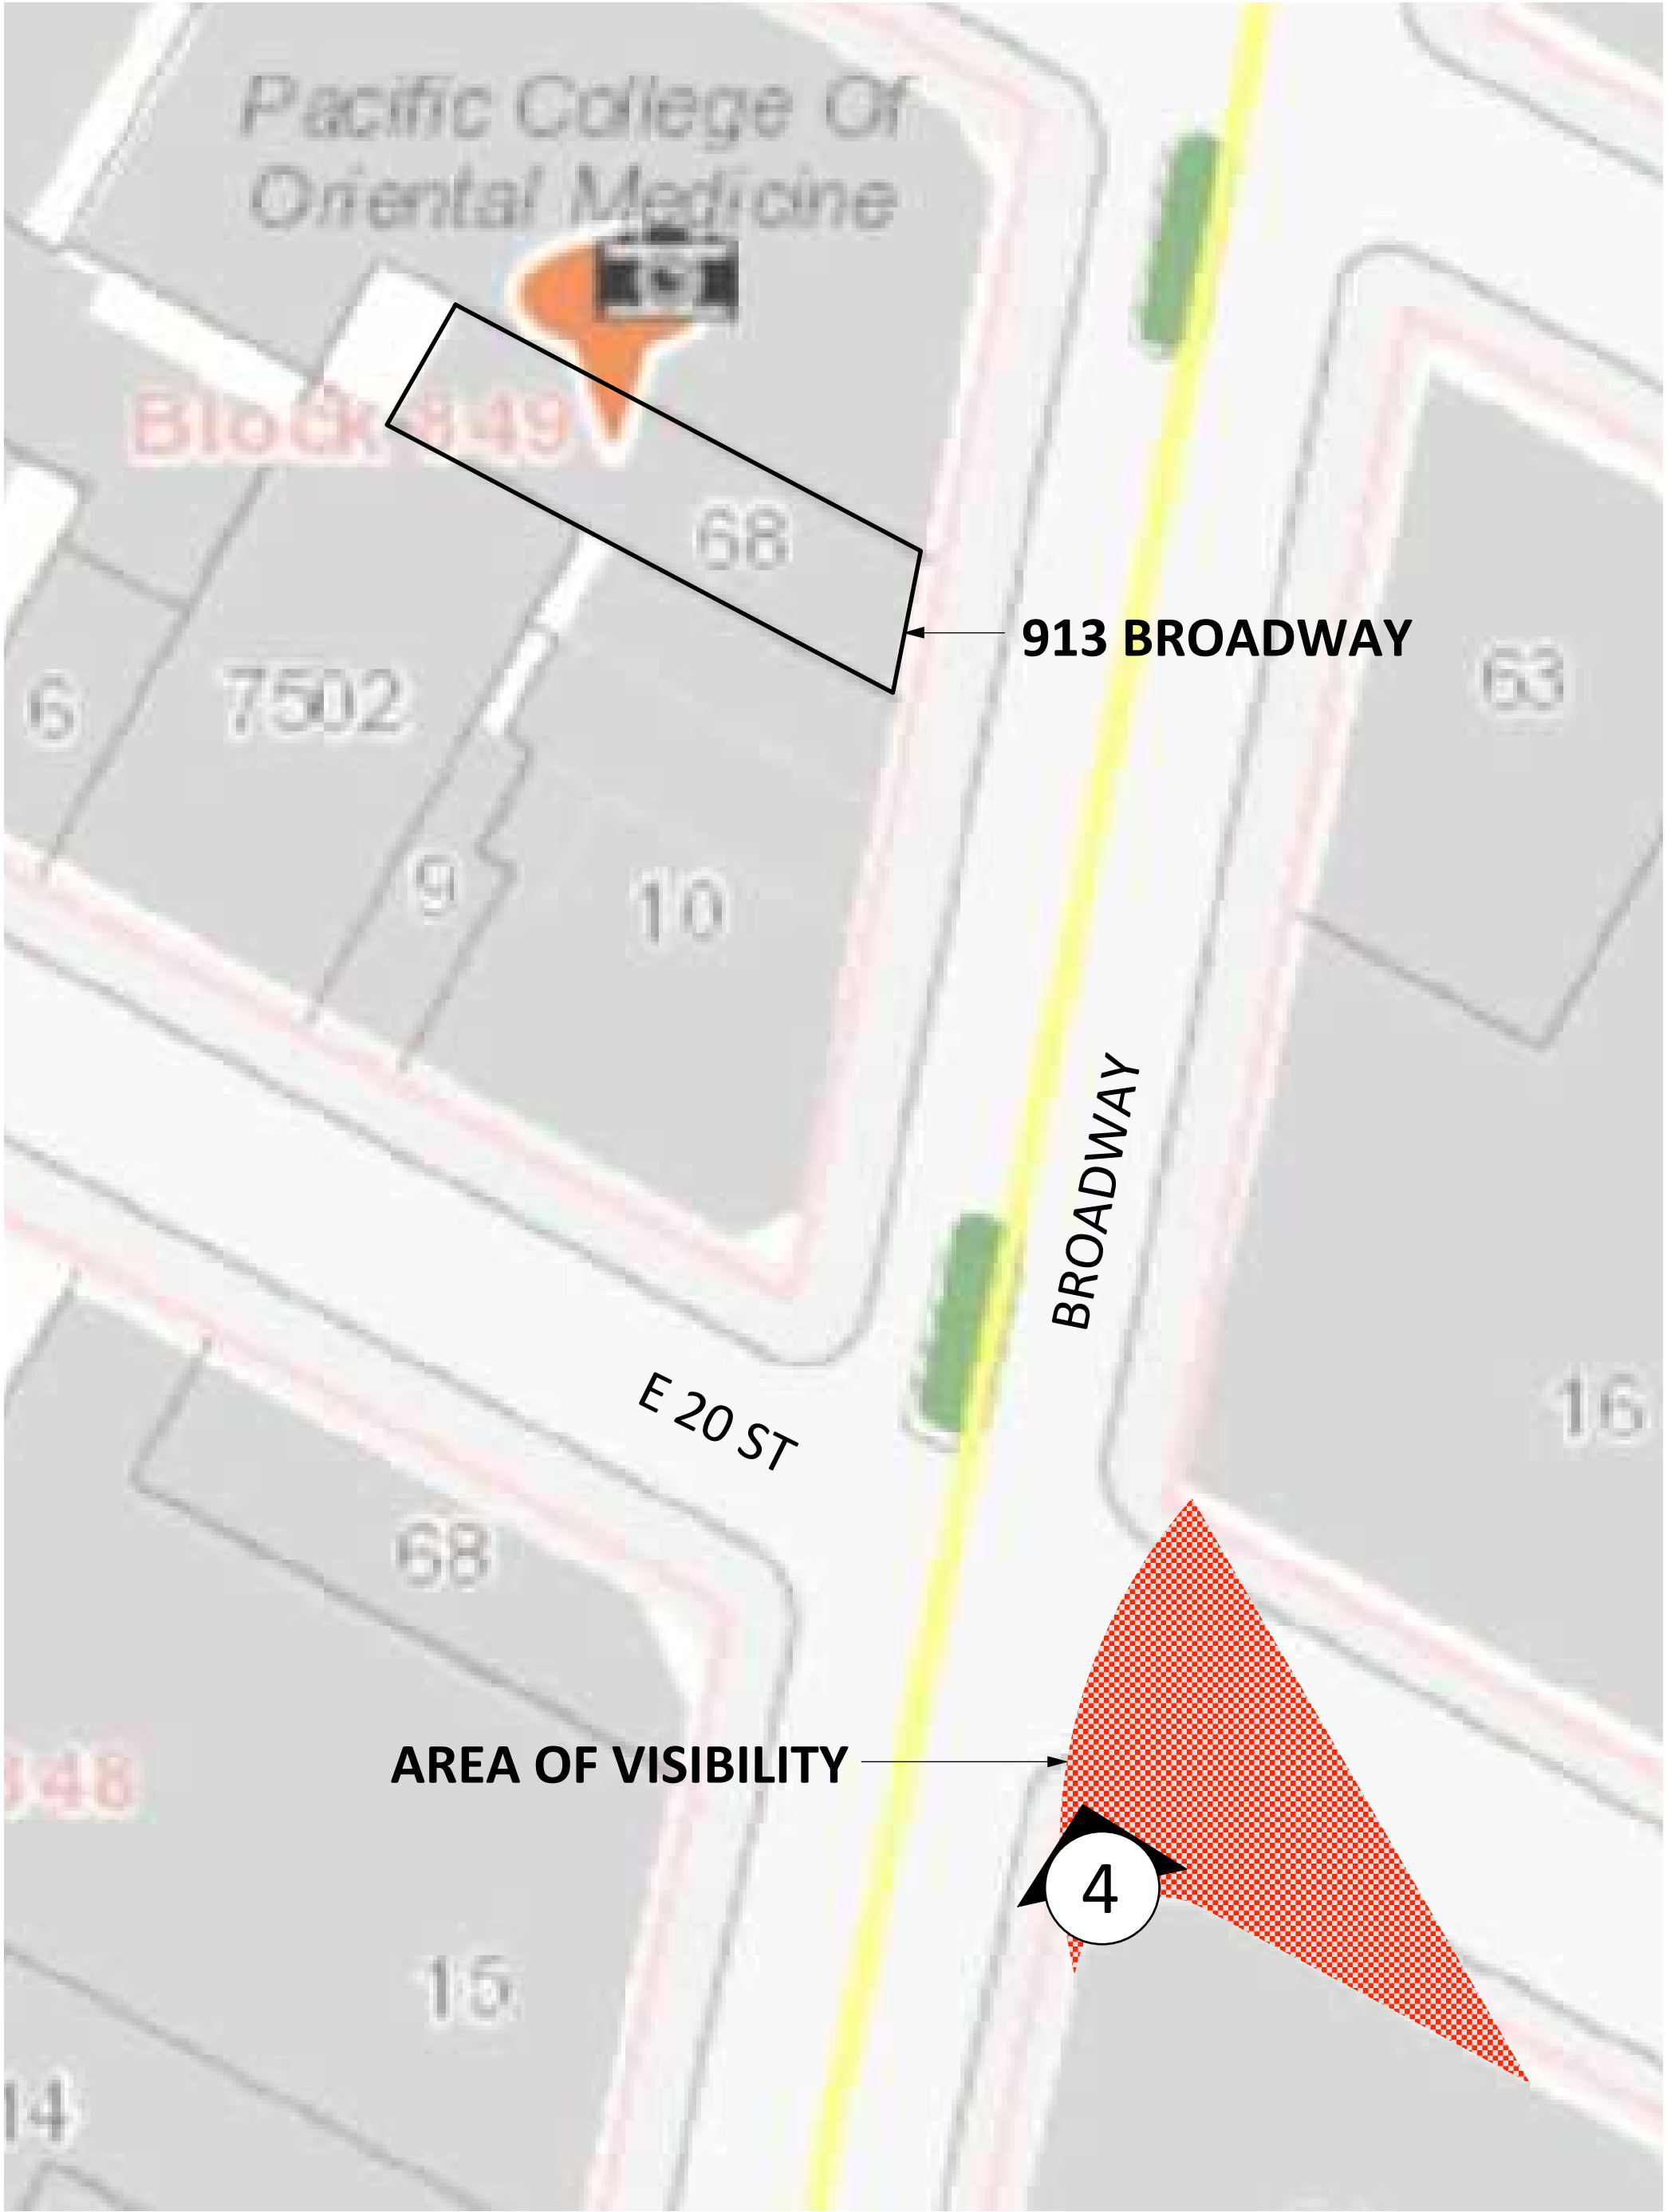 Pacific College Of
Oriental Medicine
Block 849
68
913 BROADWAY
63
6
7502
9
10
BROADWAY
16
E 20 ST
68
AREA OF VISIBILITY
848
4
15
14